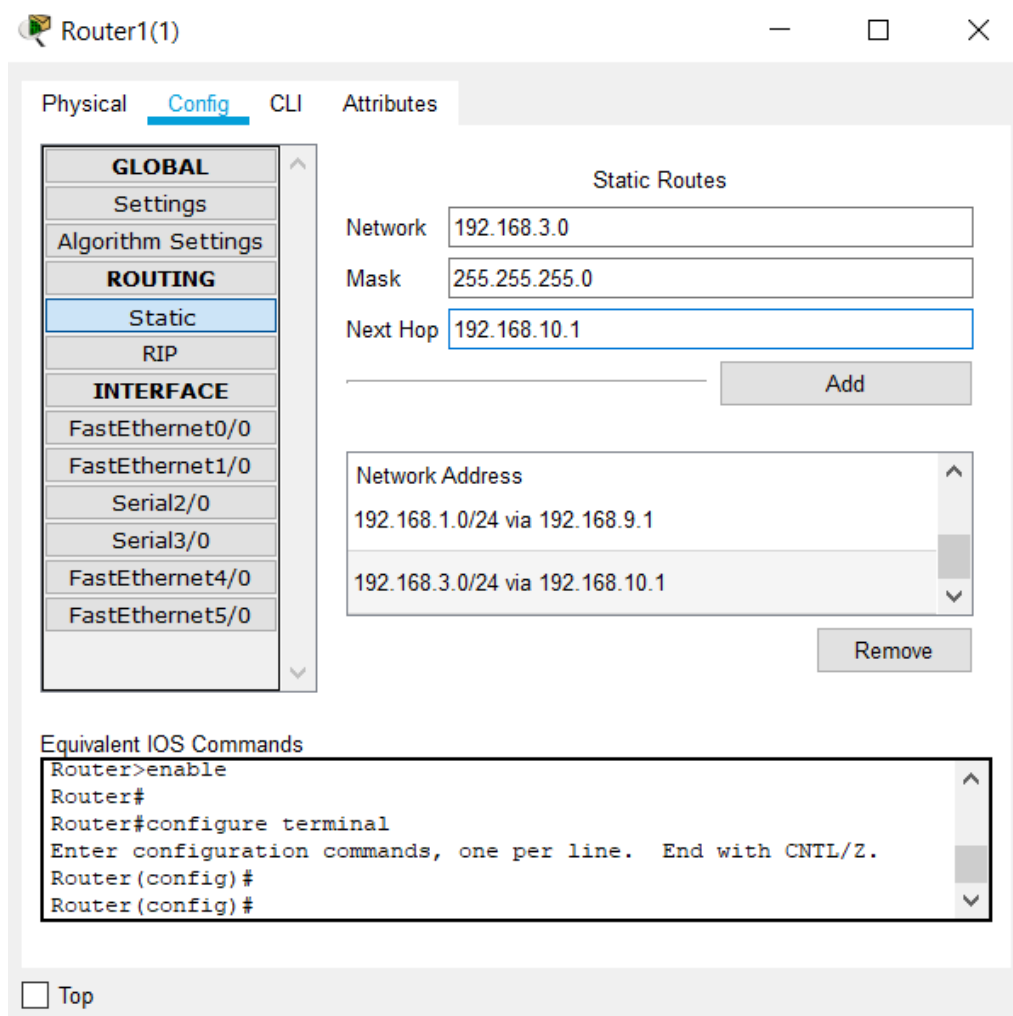 Router1(1)
Physical Config CLI Attributes
GLOBAL
Settings
Algorithm Settings
ROUTING
Static
RIP
INTERFACE
FastEthernet0/0
FastEthernet1/0
Serial2/0
Serial3/0
FastEthernet4/0
FastEthernet5/0
Static Routes
Network 192.168.3.0
Mask 255.255.255.0
Next Hop 192.168.10.1
Add
Network Address
192.168.1.0/24 via 192.168.9.1
192.168.3.0/24 via 192.168.10.1
Remove
Equivalent IOS Commands
Router>enable
Router#
Router#configure terminal
Enter configuration commands, one per line.  End with CNTL/Z.
Router(config)#
Router(config)#
Top